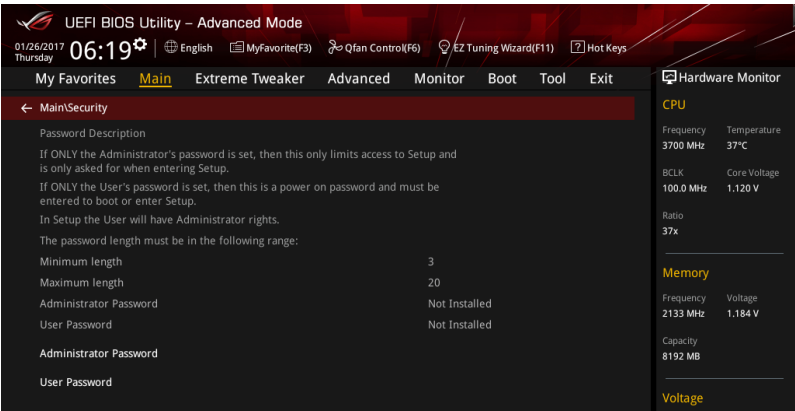 UEFI BIOS Utility – Advanced Mode
01/26/2017 Thursday 06:19 English MyFavorite(F3) Qfan Control(F6) EZ Tuning Wizard(F11) ? Hot Keys
My Favorites Main Extreme Tweaker Advanced Monitor Boot Tool Exit
← Main\Security
Password Description
If ONLY the Administrator's password is set, then this only limits access to Setup and
is only asked for when entering Setup.
If ONLY the User's password is set, then this is a power on password and must be
entered to boot or enter Setup.
In Setup the User will have Administrator rights.
The password length must be in the following range:
Minimum length 3
Maximum length 20
Administrator Password Not Installed
User Password Not Installed
Administrator Password
User Password
Hardware Monitor
CPU
Frequency Temperature
3700 MHz 37°C
BCLK Core Voltage
100.0 MHz 1.120 V
Ratio
37x
Memory
Frequency Voltage
2133 MHz 1.184 V
Capacity
8192 MB
Voltage